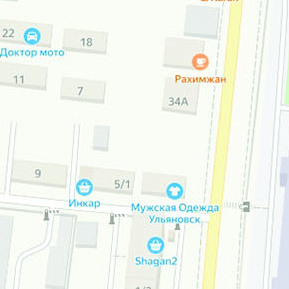 22
18
Доктор мото
Рахимжан
11
7
34А
9
5/1
Инкар
Мужская Одежда
Ульяновск
Shagan2